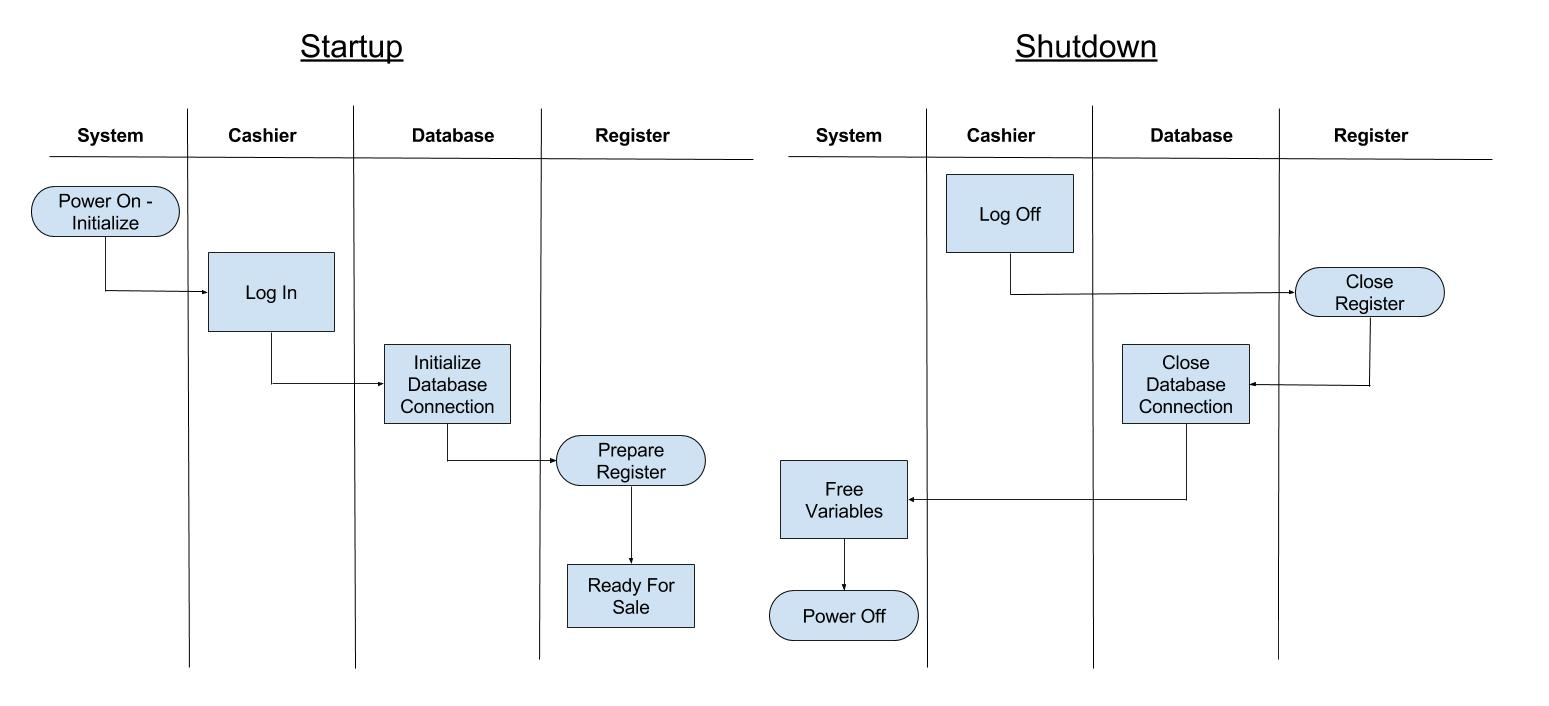 Startup
System
Cashier
Database
Register
Power On -
Initialize
Log In
Initialize
Database
Connection
Prepare
Register
Ready For
Sale
Shutdown
System
Cashier
Database
Register
Log Off
Close
Register
Close
Database
Connection
Free
Variables
Power Off